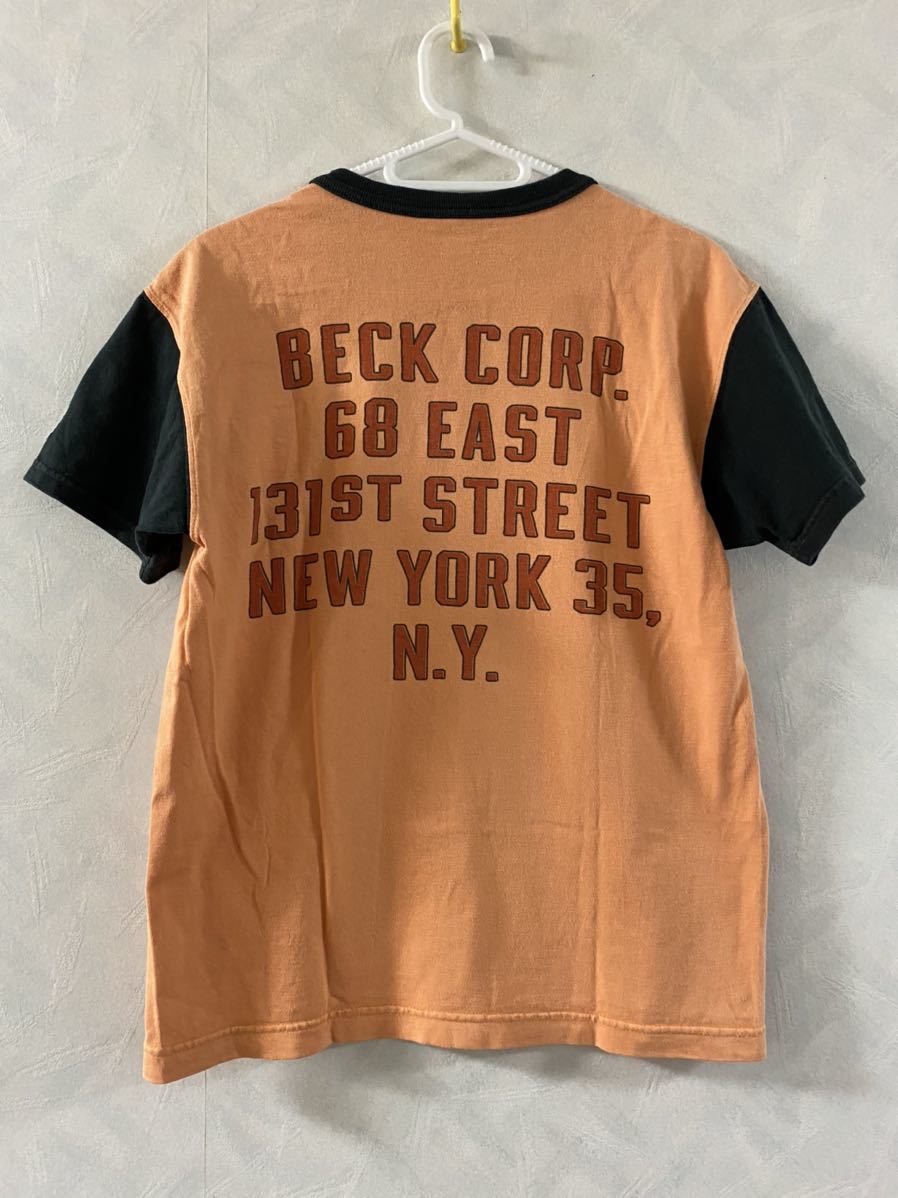 BECK CORP.
68 EAST
131ST STREET
NEW YORK 35,
N.Y.